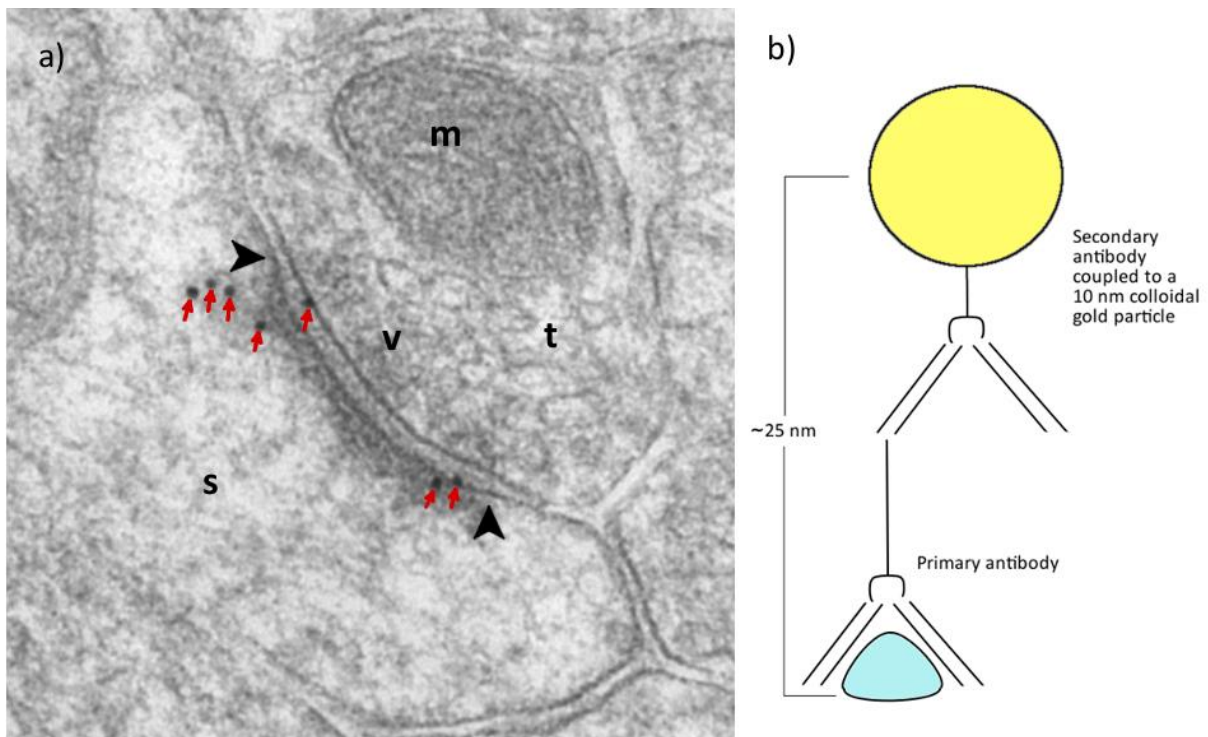 a)
m
v
t
s
b)
Secondary
antibody
coupled to a
10 nm colloidal
gold particle
~25 nm
Primary antibody